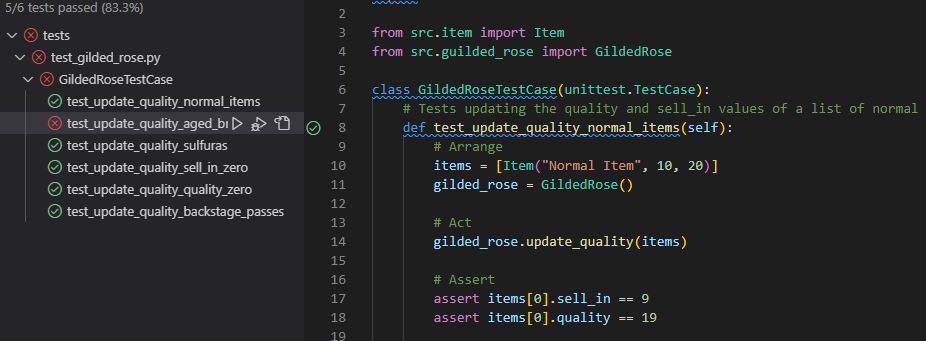 5/6 tests passed (83.3%)
tests
test_gilded_rose.py
GildedRoseTestCase
test_update_quality_normal_items
test_update_quality_aged_br
test_update_quality_sulfuras
test_update_quality_sell_in_zero
test_update_quality_quality_zero
test_update_quality_backstage_passes
2
3 from src.item import Item
4 from src.guilded_rose import GildedRose
5
6 class GildedRoseTestCase(unittest.TestCase):
7 # Tests updating the quality and sell_in values of a list of normal
8 def test_update_quality_normal_items(self):
9 # Arrange
10 items = [Item("Normal Item", 10, 20)]
11 gilded_rose = GildedRose()
12
13 # Act
14 gilded_rose.update_quality(items)
15
16 # Assert
17 assert items[0].sell_in == 9
18 assert items[0].quality == 19
19